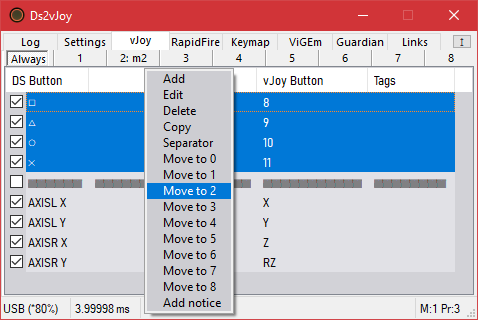 Ds2vJoy
Log Settings vJoy RapidFire Keymap ViGEm Guardian Links
Always 1 2: m2 3 4 5 6 7 8
DS Button vJoy Button Tags
□ 8
△ 9
○ 10
× 11
AXISL X X
AXISL Y Y
AXISR X Z
AXISR Y RZ
Add
Edit
Delete
Copy
Separator
Move to 0
Move to 1
Move to 2
Move to 3
Move to 4
Move to 5
Move to 6
Move to 7
Move to 8
Add notice
USB (*80%) 3.99998 ms M:1 Pr:3